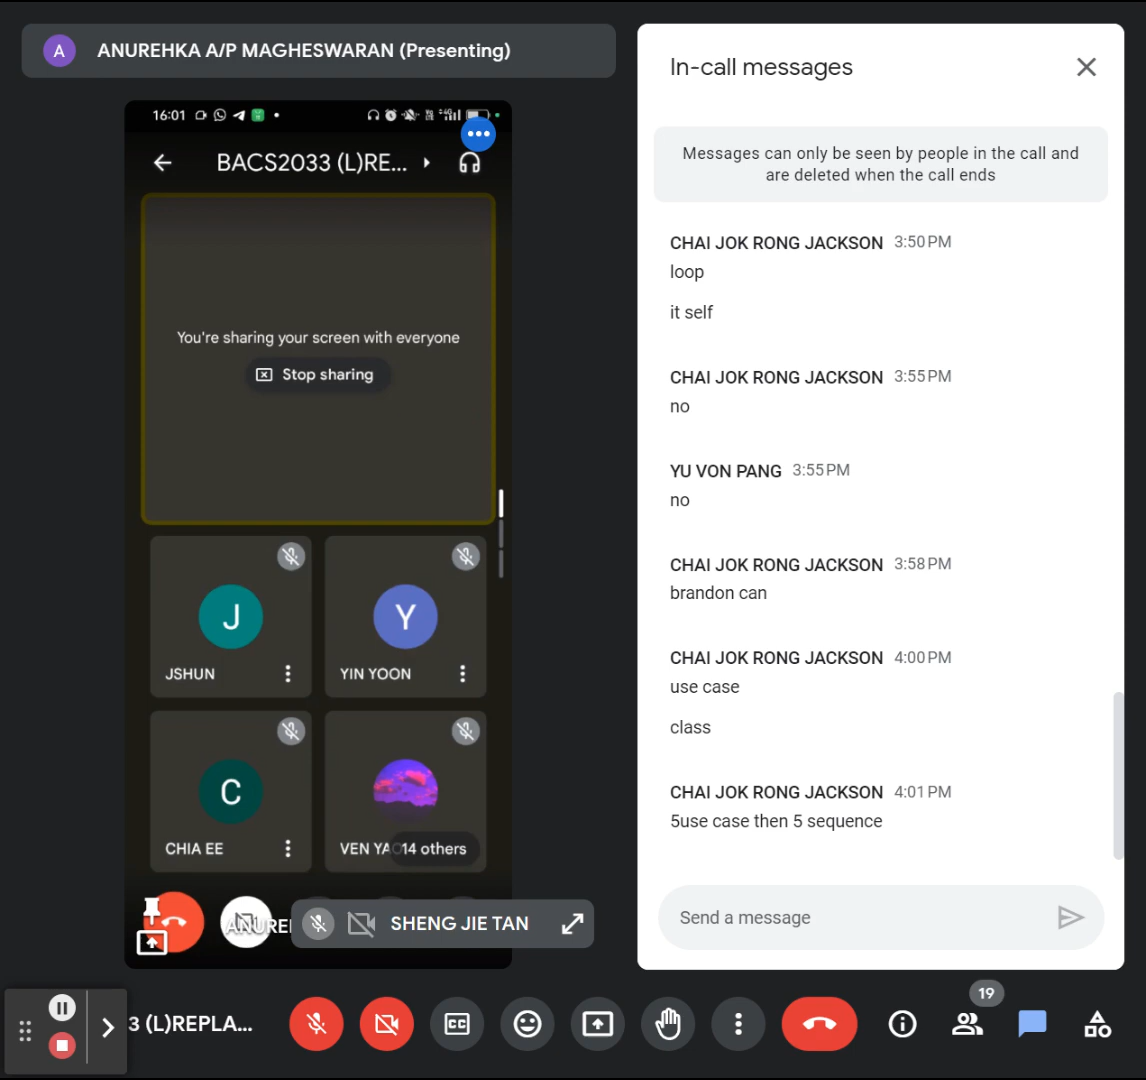 A ANUREHKA A/P MAGHESWARAN (Presenting)
16:01
BACS2033 (L)RE...
You're sharing your screen with everyone
Stop sharing
J
JSHUN
Y
YIN YOON
C
CHIA EE
VEN YA
14 others
ANUREI
SHENG JIE TAN
In-call messages
Messages can only be seen by people in the call and
are deleted when the call ends
CHAI JOK RONG JACKSON 3:50 PM
loop
it self
CHAI JOK RONG JACKSON 3:55 PM
no
YU VON PANG 3:55 PM
no
CHAI JOK RONG JACKSON 3:58 PM
brandon can
CHAI JOK RONG JACKSON 4:00 PM
use case
class
CHAI JOK RONG JACKSON 4:01 PM
5use case then 5 sequence
Send a message
3 (L)REPLA...
CC
19